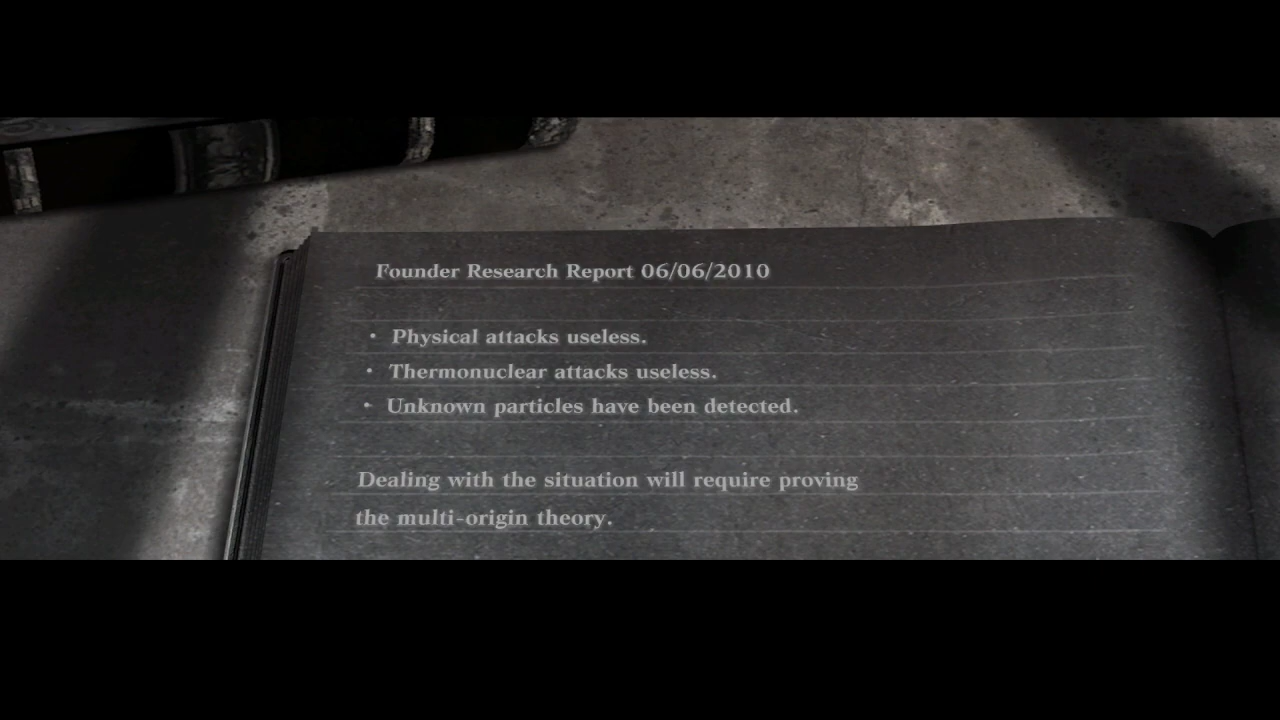 Founder Research Report 06/06/2010
・ Physical attacks useless.
・ Thermonuclear attacks useless.
・ Unknown particles have been detected.
Dealing with the situation will require proving
the multi-origin theory.